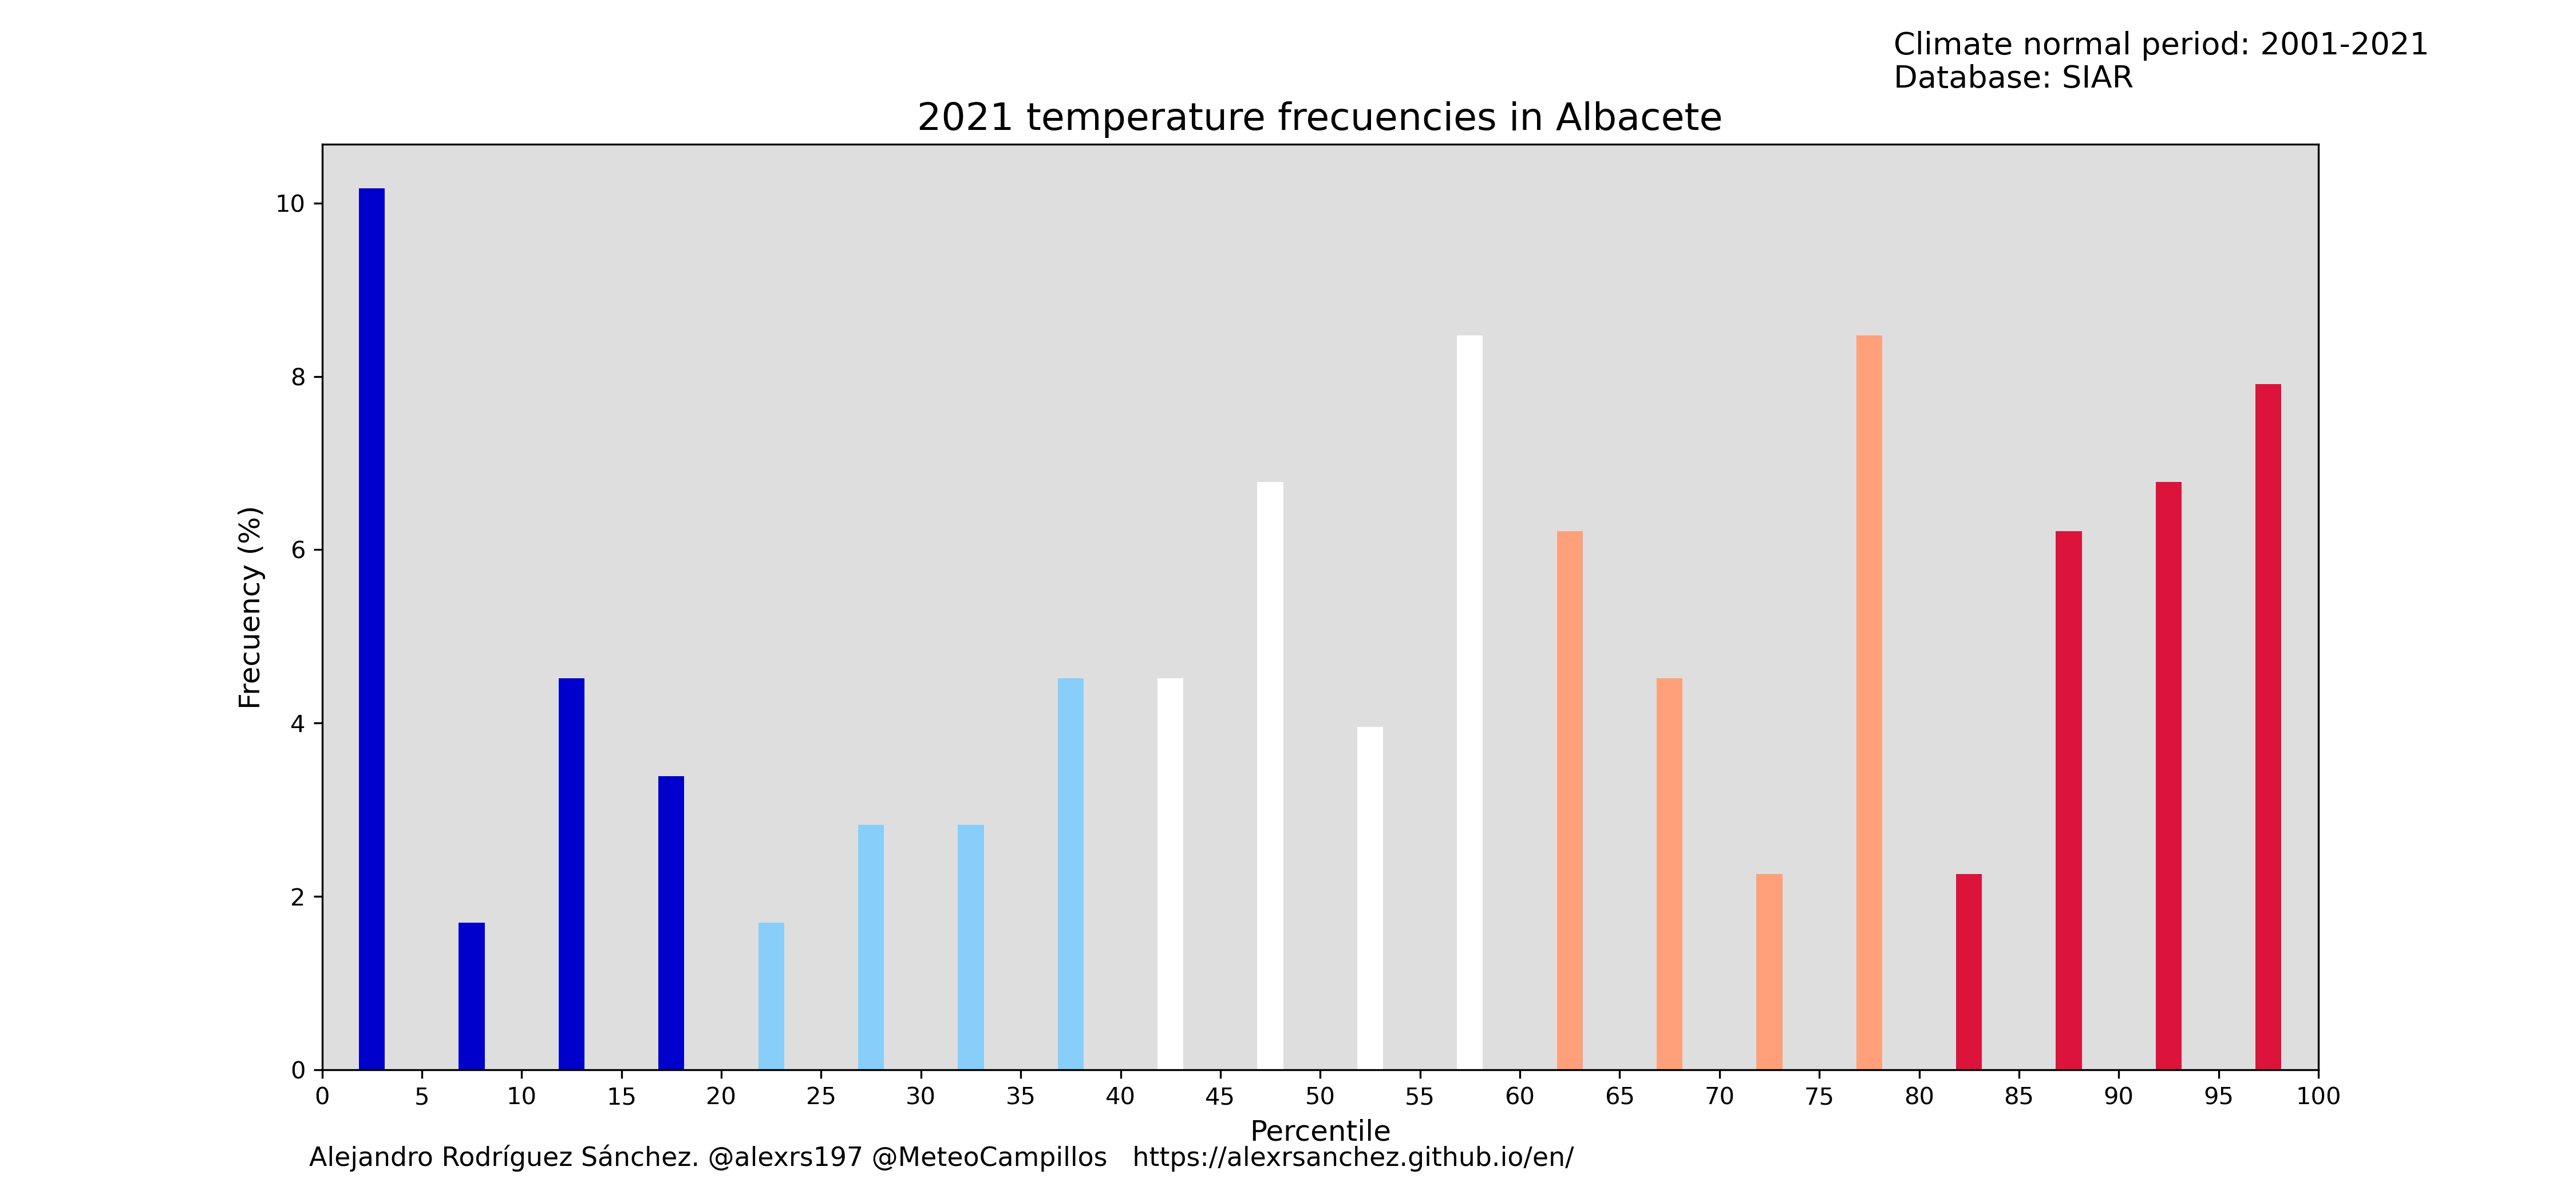 Climate normal period: 2001-2021
Database: SIAR
2021 temperature frecuencies in Albacete
10
8
6
4
2
0
Frecuency (%)
0 5 10 15 20 25 30 35 40 45 50 55 60 65 70 75 80 85 90 95 100
Percentile
Alejandro Rodríguez Sánchez. @alexrs197 @MeteoCampillos https://alexrsanchez.github.io/en/